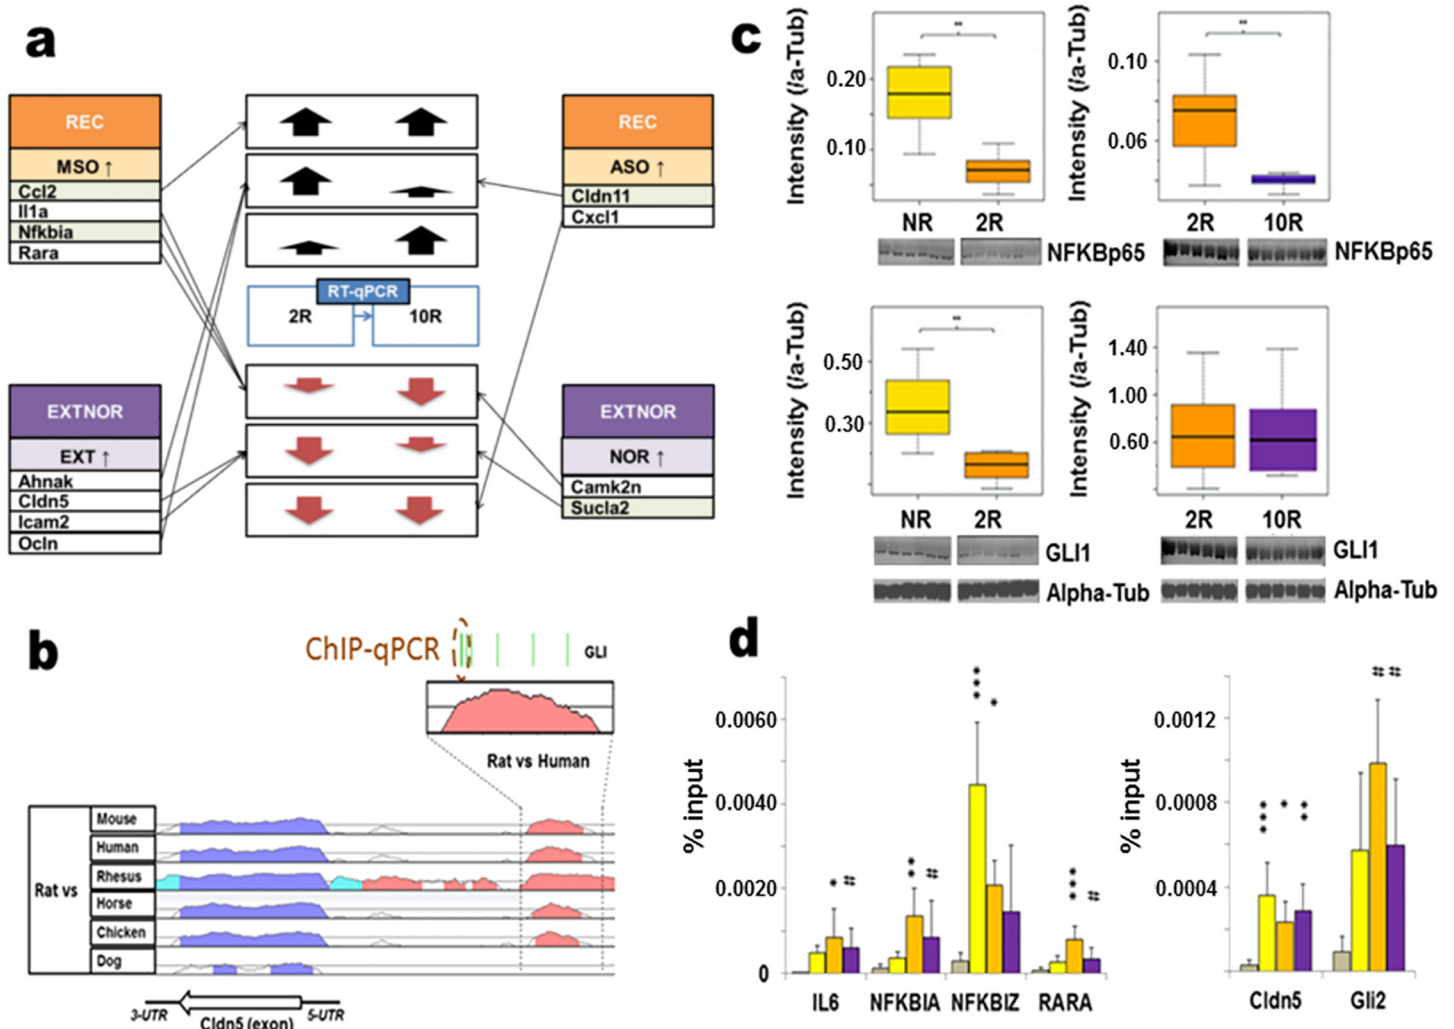 a
REC
MSO ↑
Ccl2
Il1a
Nfkbia
Rara
EXTNOR
EXT ↑
Ahnak
Cldn5
Icam2
Ocln
RT-qPCR
2R
10R
REC
ASO ↑
Cldn11
Cxcl1
EXTNOR
NOR ↑
Camk2n
Sucla2
b
ChIP-qPCR
GLI
Rat vs Human
Rat vs
Mouse
Human
Rhesus
Horse
Chicken
Dog
3-UTR
5-UTR
Cldn5 (exon)
c
Intensity (/a-Tub)
**
0.20
0.10
NR 2R
NFKBp65
Intensity (/a-Tub)
**
0.10
0.06
2R 10R
NFKBp65
Intensity (/a-Tub)
**
0.50
0.30
NR 2R
GLI1
Alpha-Tub
Intensity (/a-Tub)
1.40
1.00
0.60
2R 10R
GLI1
Alpha-Tub
d
% input
0.0060
0.0040
0.0020
0
* #
** #
*** *
*** #
IL6 NFKBIA NFKBIZ RARA
% input
0.0012
0.0008
0.0004
*** * **
# #
Cldn5 Gli2